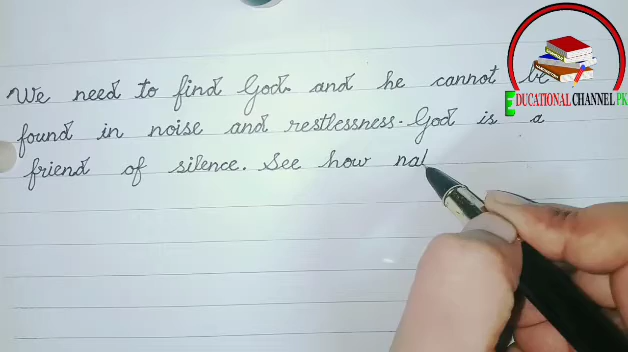 We need to find God. and he cannot be
found in noise and restlessness. God is a
friend of silence. See how nat
EDUCATIONAL CHANNEL PK